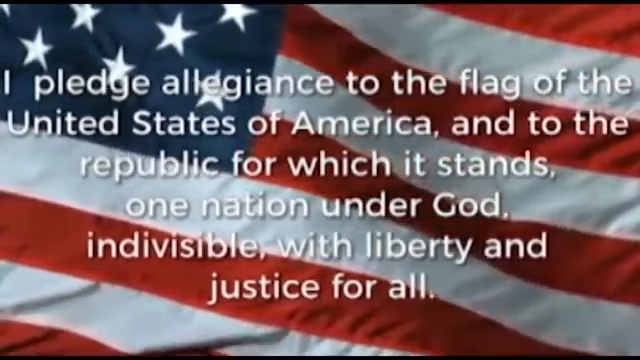 I pledge allegiance to the flag of the
United States of America, and to the
republic for which it stands,
one nation under God,
indivisible, with liberty and
justice for all.